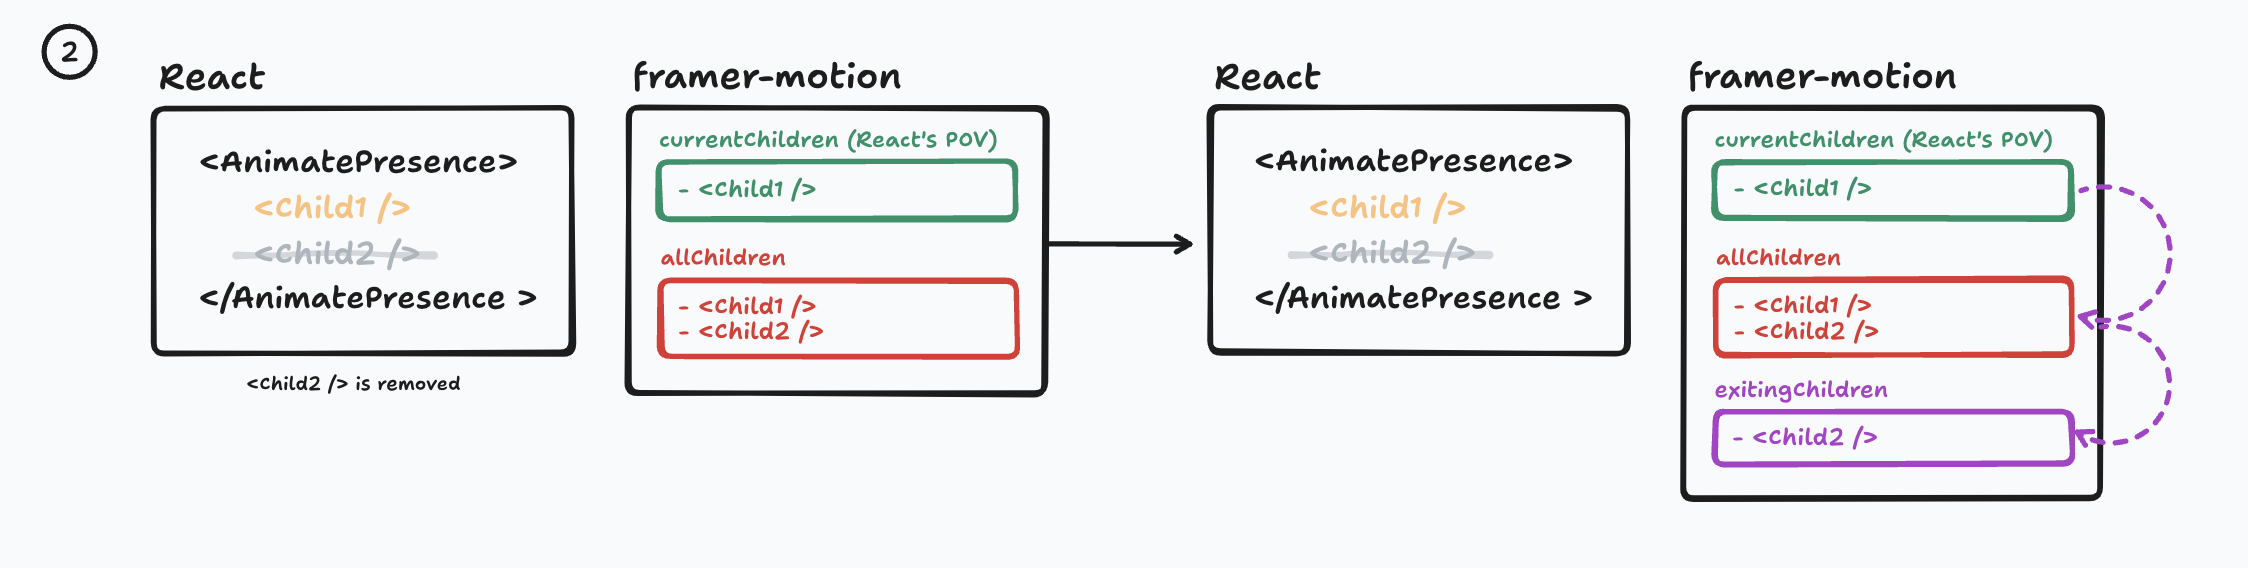 2
React
<AnimatePresence>
<Child1 />
<Child2 />
</AnimatePresence >
<Child2 /> is removed
framer-motion
currentChildren (React's POV)
- <Child1 />
allChildren
- <Child1 />
- <Child2 />
React
<AnimatePresence>
<Child1 />
<Child2 />
</AnimatePresence >
framer-motion
currentChildren (React's POV)
- <Child1 />
allChildren
- <Child1 />
- <Child2 />
exitingChildren
- <Child2 />